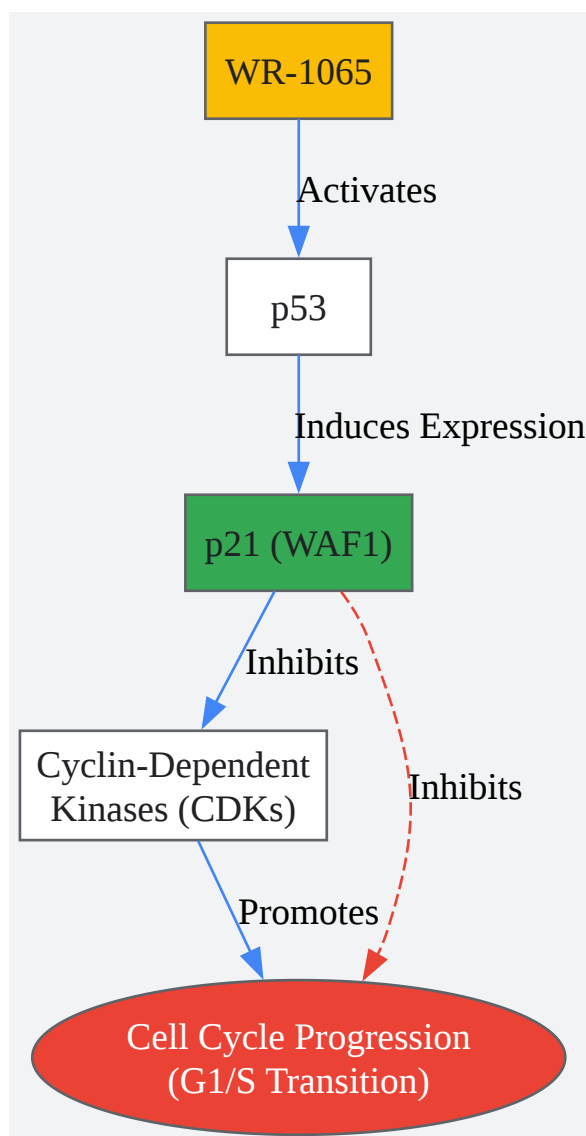 WR-1065
Activates
p53
Induces Expression
p21 (WAF1)
Inhibits
Cyclin-Dependent
Kinases (CDKs)
Inhibits
Promotes
Cell Cycle Progression
(G1/S Transition)